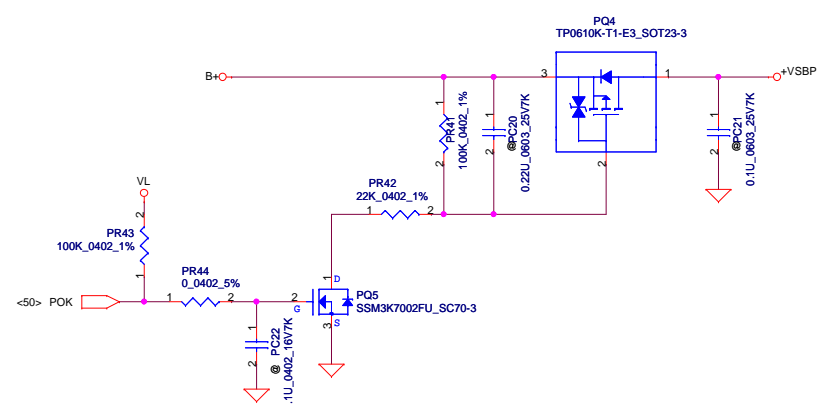 PQ4
TP0610K-T1-E3_SOT23-3
B+
3
1
+VSBP
1
PR41
100K_0402_1%
2
1
@PC20
0.22U_0603_25V7K
2
2
1
@PC21
0.1U_0603_25V7K
2
VL
2
PR43
100K_0402_1%
1
PR42
22K_0402_1%
1
2
<50>
POK
PR44
0_0402_5%
1
2
2
G
1
D
S
3
PQ5
SSM3K7002FU_SC70-3
1
@ PC22
.1U_0402_16V7K
2